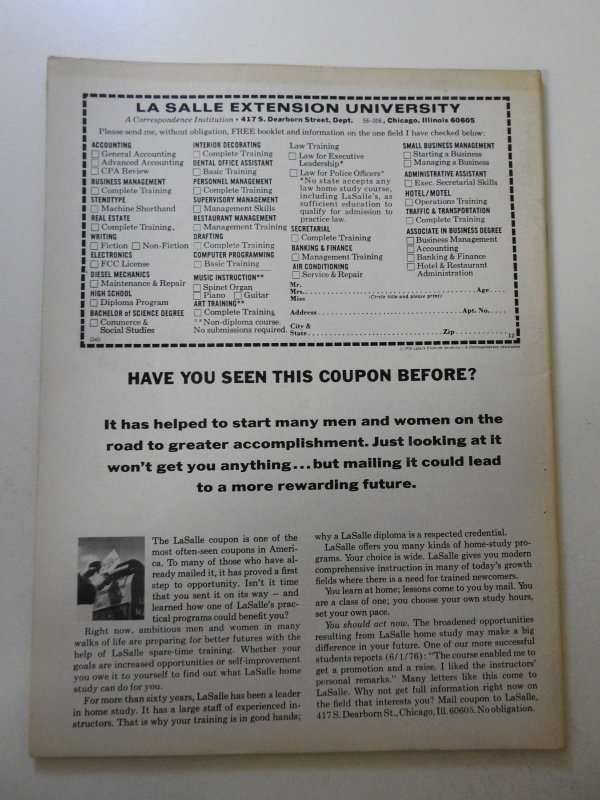 LA SALLE EXTENSION UNIVERSITY
A Correspondence Institution • 417 S. Dearborn Street, Dept. 56-006, Chicago, Illinois 60605
Please send me, without obligation, FREE booklet and information on the one field I have checked below:
ACCOUNTING
General Accounting
Advanced Accounting
CPA Review
BUSINESS MANAGEMENT
Complete Training
STENOTYPE
Machine Shorthand
REAL ESTATE
Complete Training
WRITING
Fiction Non-Fiction
ELECTRONICS
FCC License
DIESEL MECHANICS
Maintenance & Repair
HIGH SCHOOL
Diploma Program
BACHELOR of SCIENCE DEGREE
Commerce &
Social Studies
INTERIOR DECORATING
Complete Training
DENTAL OFFICE ASSISTANT
Basic Training
PERSONNEL MANAGEMENT
Complete Training
SUPERVISORY MANAGEMENT
Management Skills
RESTAURANT MANAGEMENT
Management Training
DRAFTING
Complete Training
COMPUTER PROGRAMMING
Basic Training
MUSIC INSTRUCTION**
Spinet Organ
Piano Guitar
ART TRAINING**
Complete Training
**Non-diploma course.
No submissions required.
Law Training
Law for Executive
Leadership*
Law for Police Officers*
*No state accepts any
law home study course,
including LaSalle's, as
sufficient education to
qualify for admission to
practice law.
SECRETARIAL
Complete Training
BANKING & FINANCE
Management Training
AIR CONDITIONING
Service & Repair
SMALL BUSINESS MANAGEMENT
Starting a Business
Managing a Business
ADMINISTRATIVE ASSISTANT
Exec. Secretarial Skills
HOTEL/MOTEL
Operations Training
TRAFFIC & TRANSPORTATION
Complete Training
ASSOCIATE IN BUSINESS DEGREE
Business Management
Accounting
Banking & Finance
Hotel & Restaurant
Administration
Mr.
Mrs. Age
Miss (Circle title and please print)
Address Apt. No.
City &
State Zip 12
HAVE YOU SEEN THIS COUPON BEFORE?
It has helped to start many men and women on the
road to greater accomplishment. Just looking at it
won't get you anything...but mailing it could lead
to a more rewarding future.
The LaSalle coupon is one of the
most often-seen coupons in Ameri-
ca. To many of those who have al-
ready mailed it, it has proved a first
step to opportunity. Isn't it time
that you sent it on its way — and
learned how one of LaSalle's prac-
tical programs could benefit you?
Right now, ambitious men and women in many
walks of life are preparing for better futures with the
help of LaSalle spare-time training. Whether your
goals are increased opportunities or self-improvement
you owe it to yourself to find out what LaSalle home
study can do for you.
For more than sixty years, LaSalle has been a leader
in home study. It has a large staff of experienced in-
structors. That is why your training is in good hands;
why a LaSalle diploma is a respected credential.
LaSalle offers you many kinds of home-study pro-
grams. Your choice is wide. LaSalle gives you modern
comprehensive instruction in many of today's growth
fields where there is a need for trained newcomers.
You learn at home; lessons come to you by mail. You
are a class of one; you choose your own study hours,
set your own pace.
You should act now. The broadened opportunities
resulting from LaSalle home study may make a big
difference in your future. One of our more successful
students reports (6/1/76): "The course enabled me to
get a promotion and a raise. I liked the instructors'
personal remarks." Many letters like this come to
LaSalle. Why not get full information right now on
the field that interests you? Mail coupon to LaSalle,
417 S. Dearborn St., Chicago, Ill. 60605. No obligation.